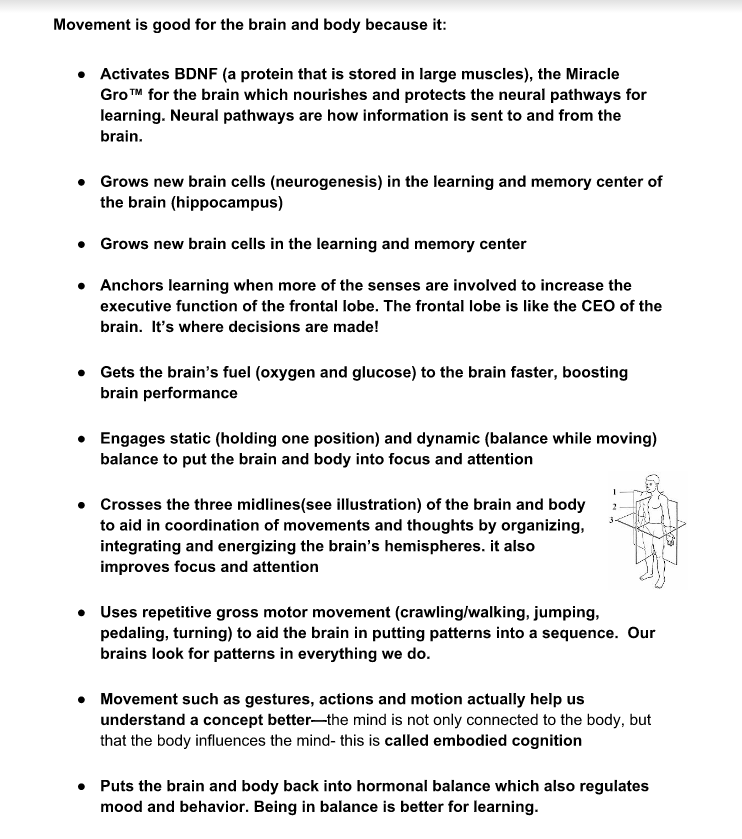 Movement is good for the brain and body because it:
● Activates BDNF (a protein that is stored in large muscles), the Miracle
Gro™ for the brain which nourishes and protects the neural pathways for
learning. Neural pathways are how information is sent to and from the
brain.
● Grows new brain cells (neurogenesis) in the learning and memory center of
the brain (hippocampus)
● Grows new brain cells in the learning and memory center
● Anchors learning when more of the senses are involved to increase the
executive function of the frontal lobe. The frontal lobe is like the CEO of the
brain.  It’s where decisions are made!
● Gets the brain’s fuel (oxygen and glucose) to the brain faster, boosting
brain performance
● Engages static (holding one position) and dynamic (balance while moving)
balance to put the brain and body into focus and attention
● Crosses the three midlines(see illustration) of the brain and body
to aid in coordination of movements and thoughts by organizing,
integrating and energizing the brain’s hemispheres. it also
improves focus and attention
1
2
3
● Uses repetitive gross motor movement (crawling/walking, jumping,
pedaling, turning) to aid the brain in putting patterns into a sequence.  Our
brains look for patterns in everything we do.
● Movement such as gestures, actions and motion actually help us
understand a concept better—the mind is not only connected to the body, but
that the body influences the mind- this is called embodied cognition
● Puts the brain and body back into hormonal balance which also regulates
mood and behavior. Being in balance is better for learning.